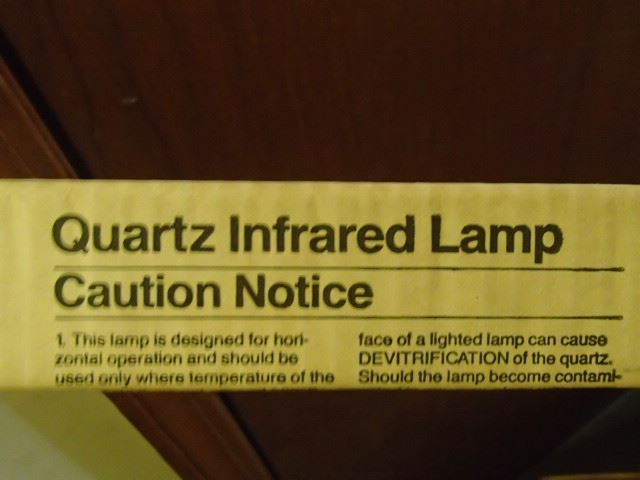 Quartz Infrared Lamp
Caution Notice
1. This lamp is designed for hori-
zontal operation and should be
used only where temperature of the
face of a lighted lamp can cause
DEVITRIFICATION of the quartz.
Should the lamp become contami-